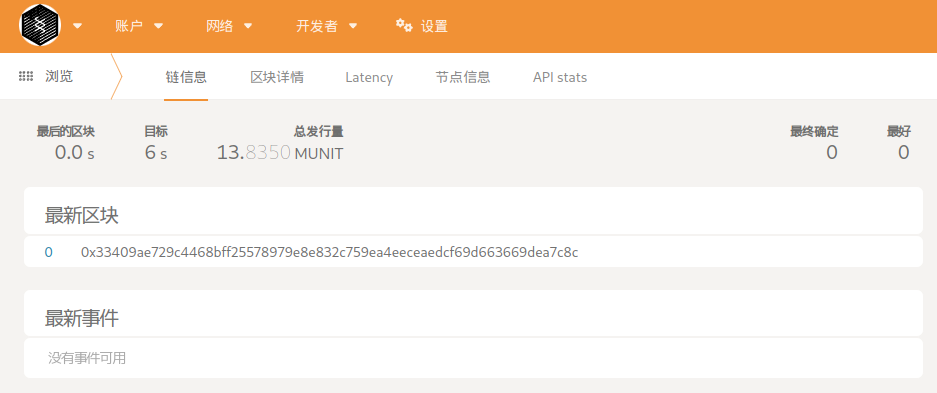 账户 网络 开发者 设置
浏览 链信息 区块详情 Latency 节点信息 API stats
最后的区块 目标 总发行量 最终确定 最好
0.0 s 6 s 13.8350 MUNIT 0 0
最新区块
0 0x33409ae729c4468bff25578979e8e832c759ea4eeceaedcf69d663669dea7c8c
最新事件
没有事件可用